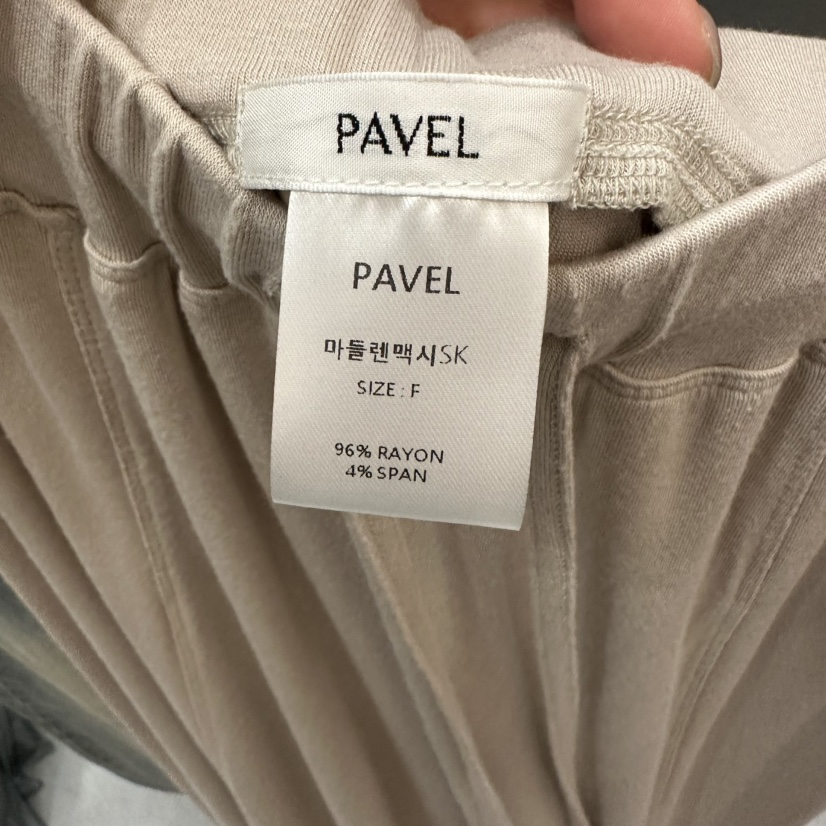 PAVEL
PAVEL
마들렌맥시SK
SIZE : F
96% RAYON
4% SPAN